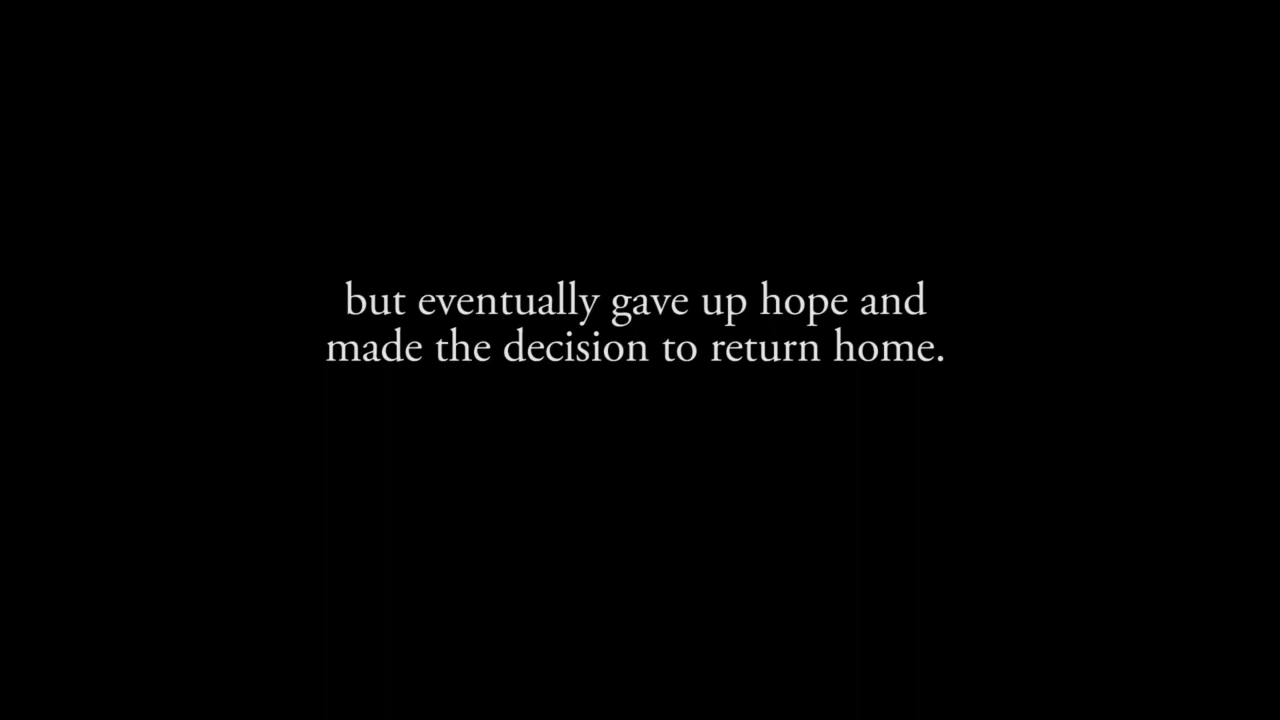 but eventually gave up hope and
made the decision to return home.